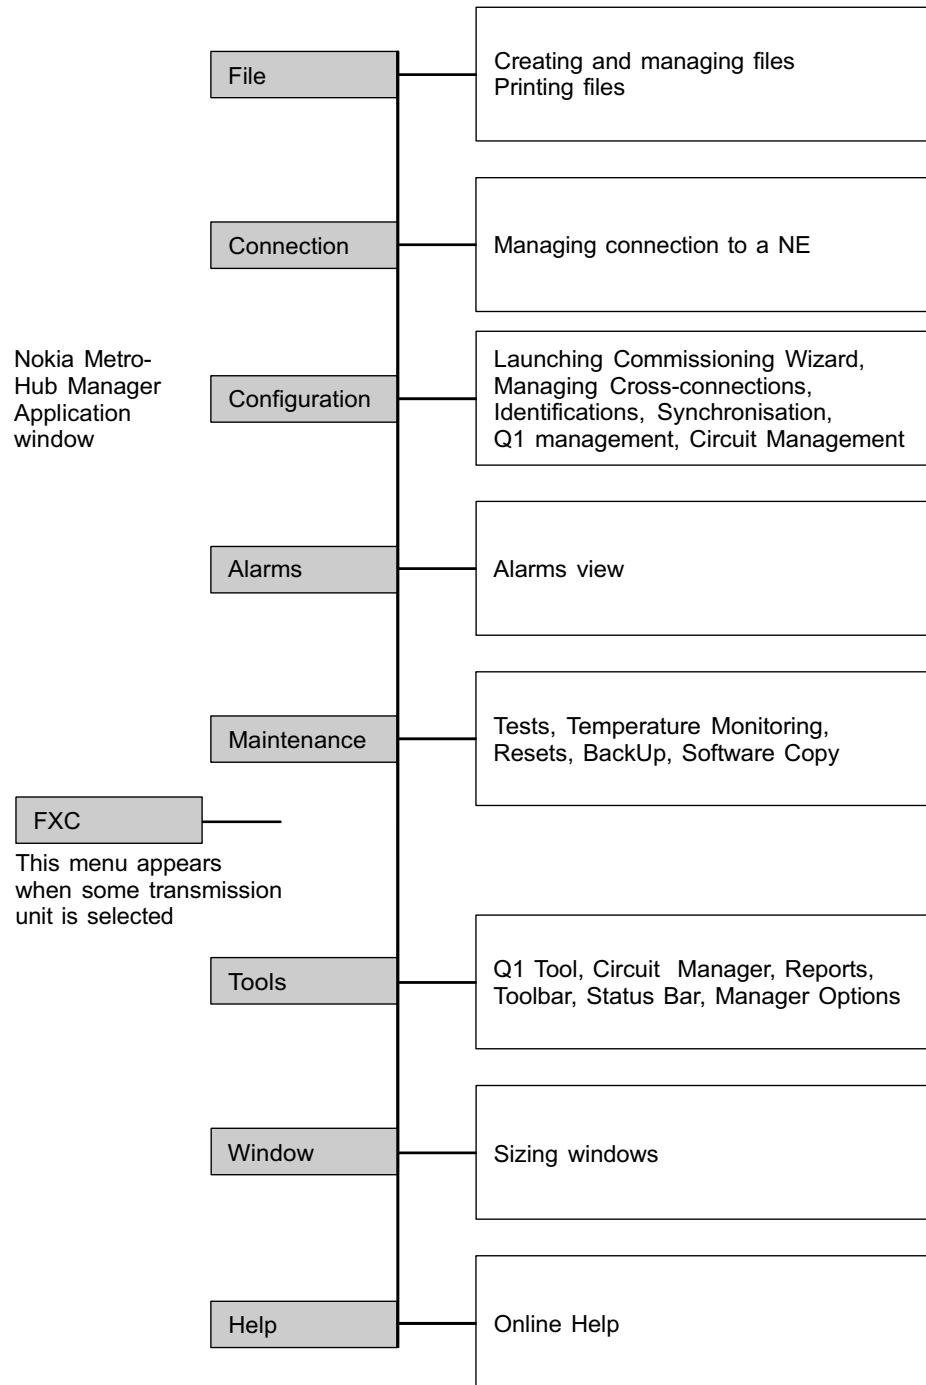 File
Creating and managing files
Printing files
Connection
Managing connection to a NE
Nokia Metro-
Hub Manager
Application
window
Configuration
Launching Commissioning Wizard,
Managing Cross-connections,
Identifications, Synchronisation,
Q1 management, Circuit Management
Alarms
Alarms view
Maintenance
Tests, Temperature Monitoring,
Resets, BackUp, Software Copy
FXC
This menu appears
when some transmission
unit is selected
Tools
Q1 Tool, Circuit Manager, Reports,
Toolbar, Status Bar, Manager Options
Window
Sizing windows
Help
Online Help